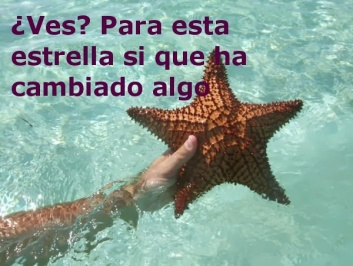 ¿Ves? Para esta
estrella si que ha
cambiado algo